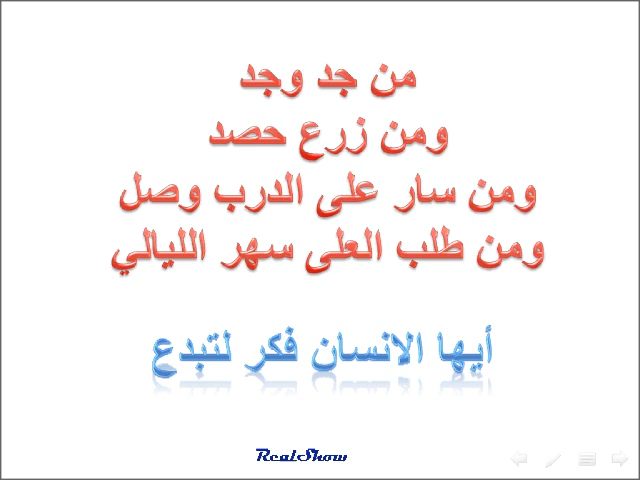 من جد وجد
ومن زرع حصد
ومن سار على الدرب وصل
ومن طلب العلى سهر الليالي
أيها الانسان فكر لتبدع
RealShow